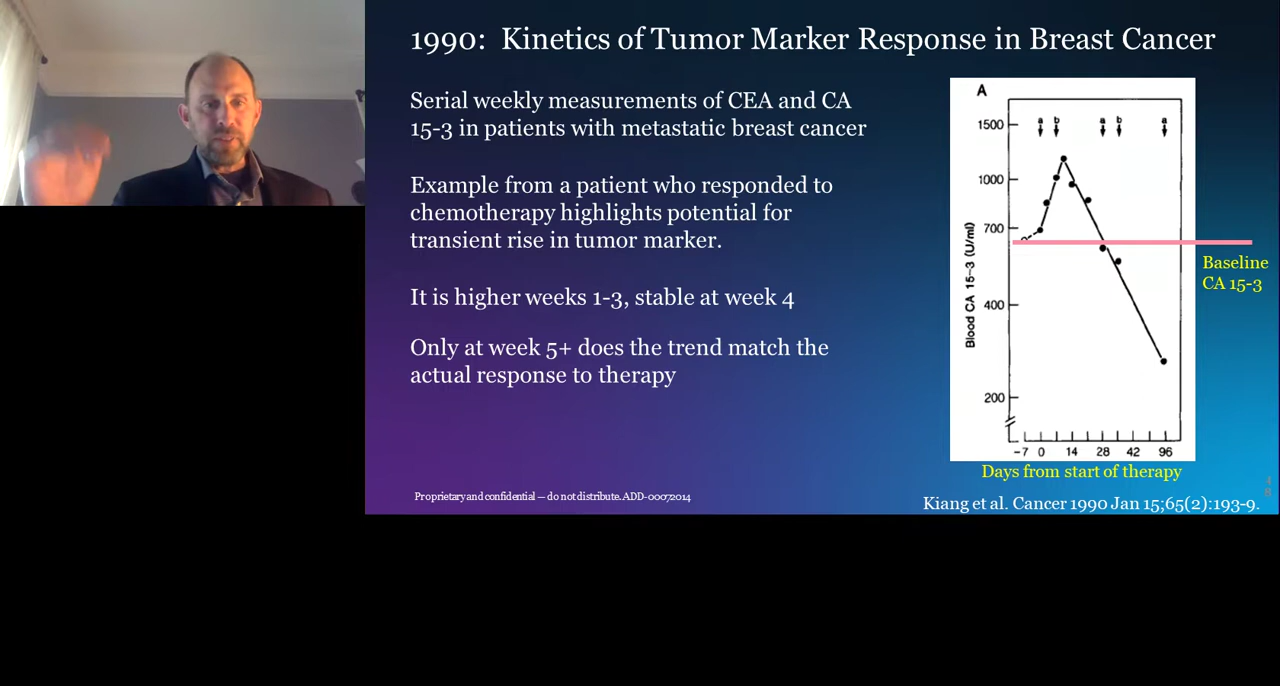 1990:  Kinetics of Tumor Marker Response in Breast Cancer
Serial weekly measurements of CEA and CA
15-3 in patients with metastatic breast cancer
Example from a patient who responded to
chemotherapy highlights potential for
transient rise in tumor marker.
It is higher weeks 1-3, stable at week 4
Only at week 5+ does the trend match the
actual response to therapy
Proprietary and confidential — do not distribute. ADD-00072014
A
a b a b a
1500
1000
700
400
200
Blood CA 15-3 (U/ml)
-7 0 14 28 42 96
Baseline
CA 15-3
Days from start of therapy
Kiang et al. Cancer 1990 Jan 15;65(2):193-9.
48